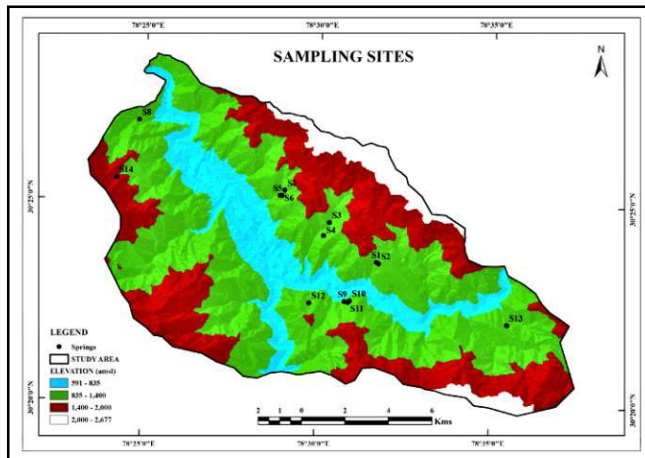 78°25'0"E 78°30'0"E 78°35'0"E
SAMPLING SITES
N
S8
S14
30°25'0"N
30°25'0"N
S5
S6
S3
S4
S1 S2
S12
S9 S10
S11
S13
LEGEND
Springs
STUDY AREA
ELEVATION (amsl)
591 - 835
835 - 1,400
1,400 - 2,000
2,000 - 2,677
30°20'0"N
30°20'0"N
2 1 0 2 4 6
Kms
78°25'0"E 78°30'0"E 78°35'0"E